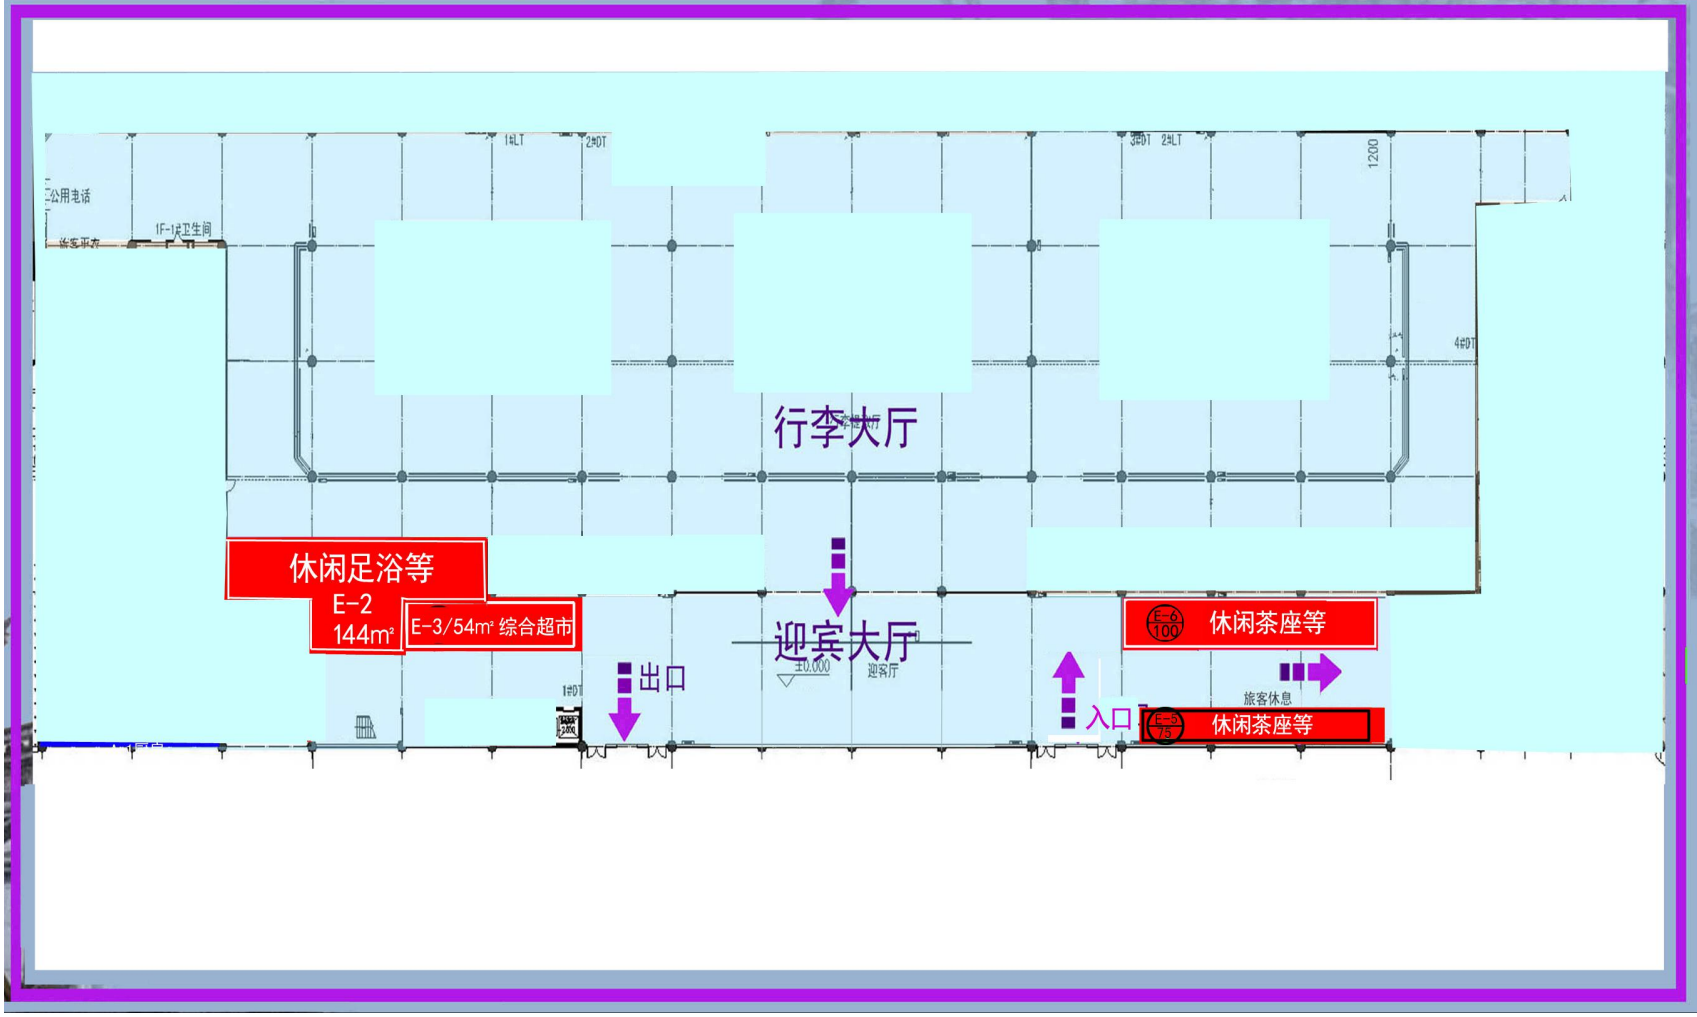 1#LT
2#DT
3#DT
2#LT
1200
公用电话
1F-1#卫生间
4#DT
行李大厅
休闲足浴等
E-2
144㎡
E-3/54㎡ 综合超市
迎宾大厅
±0.000
迎客厅
E-6
100
休闲茶座等
出口
1#DT
旅客休息
入口
E-5
75
休闲茶座等